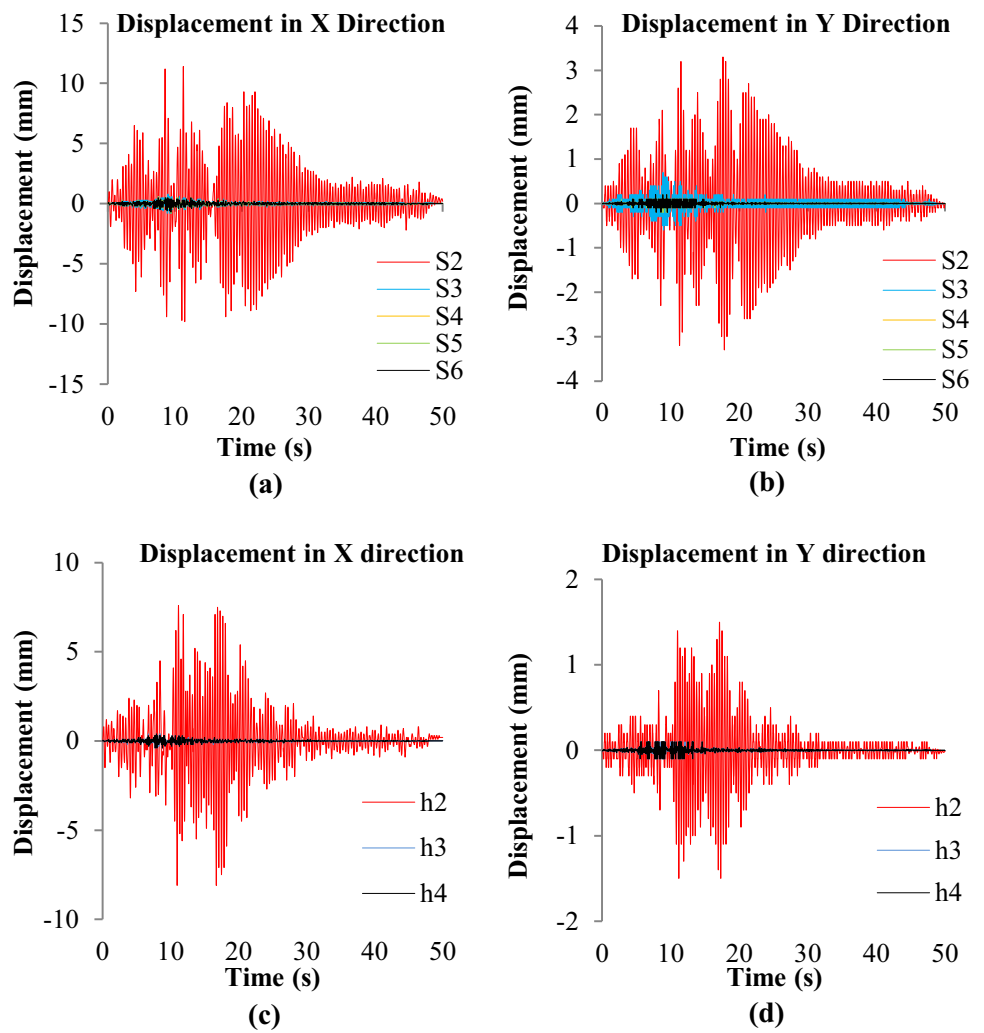 Displacement in X Direction
15
10
5
0
-5
-10
-15
Displacement (mm)
S2
S3
S4
S5
S6
0 10 20 30 40 50
Time (s)
(a)
Displacement in Y Direction
4
3
2
1
0
-1
-2
-3
-4
Displacement (mm)
S2
S3
S4
S5
S6
0 10 20 30 40 50
Time (s)
(b)
Displacement in X direction
10
5
0
-5
-10
Displacement (mm)
h2
h3
h4
0 10 20 30 40 50
Time (s)
(c)
Displacement in Y direction
2
1
0
-1
-2
Displacement (mm)
h2
h3
h4
0 10 20 30 40 50
Time (s)
(d)